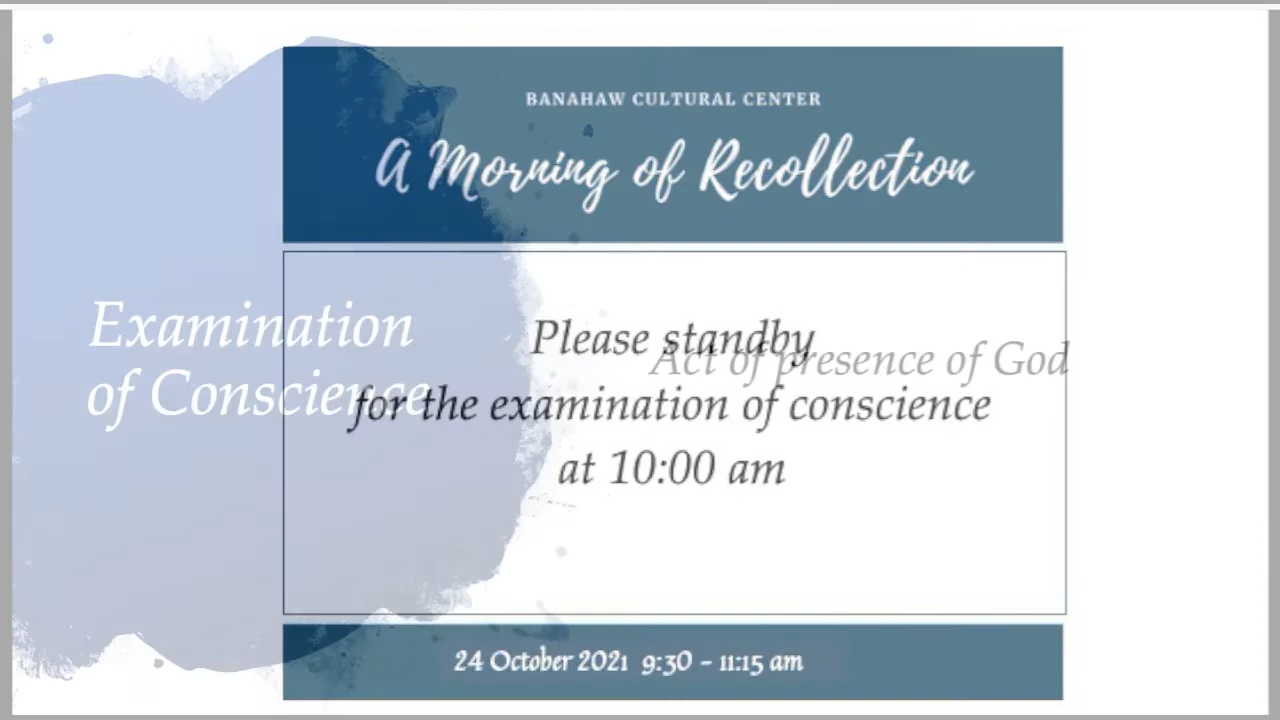 BANAHAW CULTURAL CENTER
A Morning of Recollection
Examination
of Conscience
Please standby
for the examination of conscience
at 10:00 am
Act of presence of God
24 October 2021 9:30 - 11:15 am